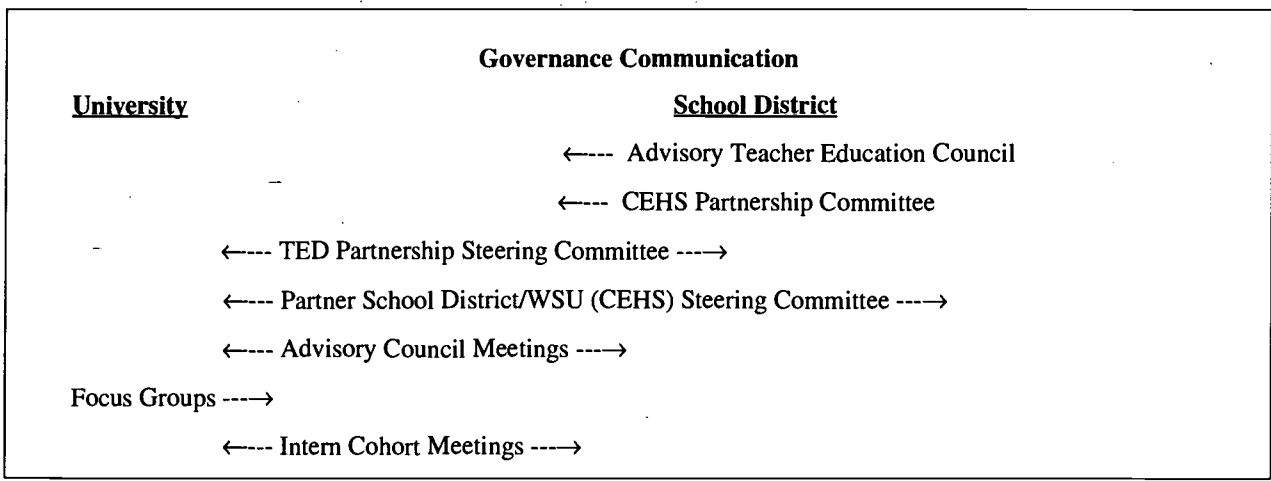 Governance Communication
University School District
←---- Advisory Teacher Education Council
←---- CEHS Partnership Committee
←---- TED Partnership Steering Committee ----→
←---- Partner School District/WSU (CEHS) Steering Committee ----→
←---- Advisory Council Meetings ----→
Focus Groups ----→
←---- Intern Cohort Meetings ----→